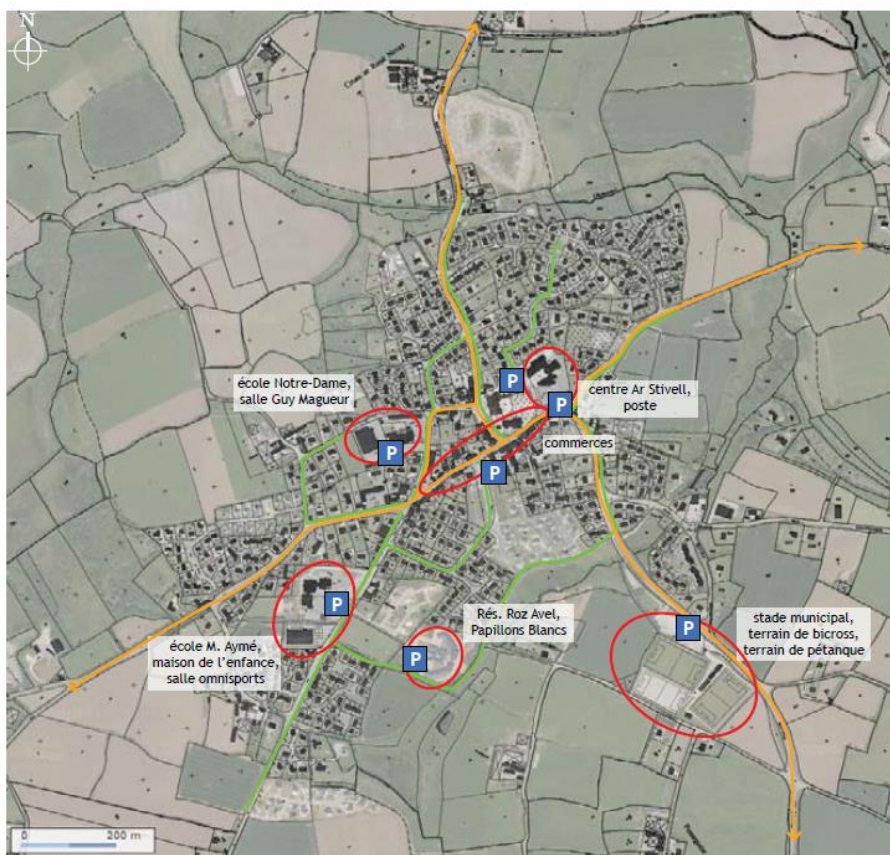 N
école Notre-Dame,
salle Guy Magueur
P
P
centre Ar Stivell,
poste
P
commerces
P
P
P
école M. Aymé,
maison de l'enfance,
salle omnisports
Rés. Roz Avel,
Papillons Blancs
P
stade municipal,
terrain de bicross,
terrain de pétanque
0 200 m